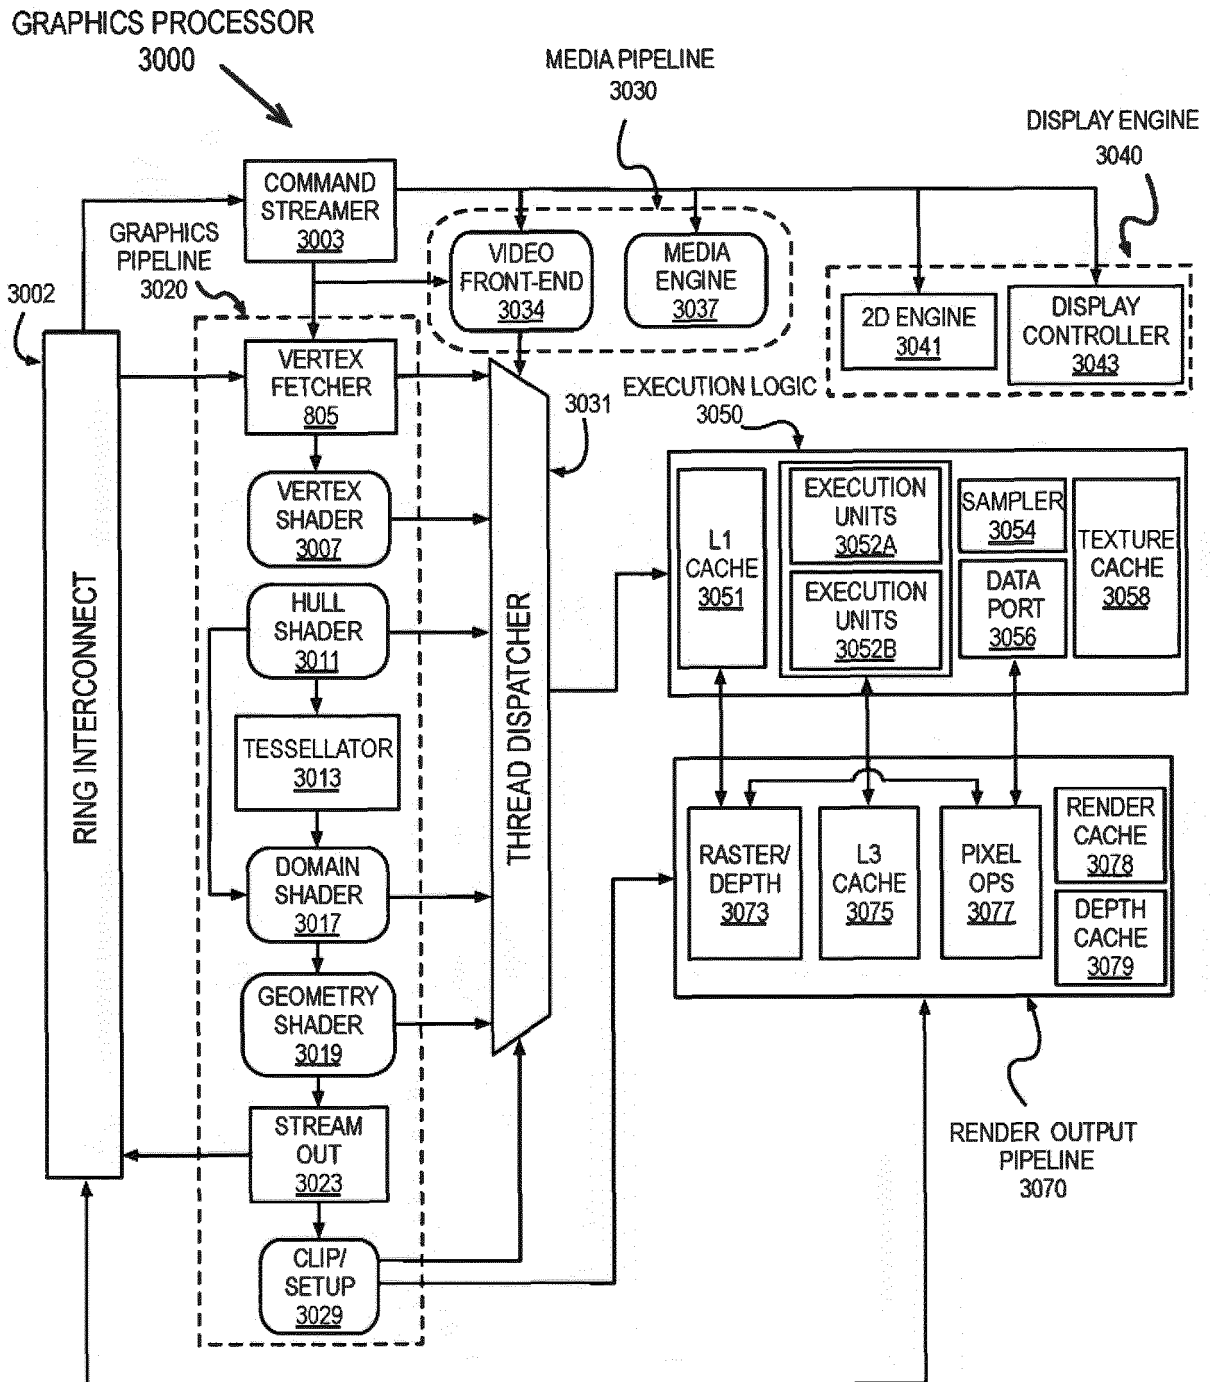 GRAPHICS PROCESSOR
3000
MEDIA PIPELINE
3030
DISPLAY ENGINE
3040
COMMAND
STREAMER
3003
GRAPHICS
PIPELINE
3020
3002
VIDEO
FRONT-END
3034
MEDIA
ENGINE
3037
2D ENGINE
3041
DISPLAY
CONTROLLER
3043
VERTEX
FETCHER
805
3031
EXECUTION LOGIC
3050
VERTEX
SHADER
3007
L1
CACHE
3051
EXECUTION
UNITS
3052A
EXECUTION
UNITS
3052B
SAMPLER
3054
DATA
PORT
3056
TEXTURE
CACHE
3058
HULL
SHADER
3011
RING INTERCONNECT
THREAD DISPATCHER
TESSELLATOR
3013
DOMAIN
SHADER
3017
RASTER/
DEPTH
3073
L3
CACHE
3075
PIXEL
OPS
3077
RENDER
CACHE
3078
DEPTH
CACHE
3079
GEOMETRY
SHADER
3019
STREAM
OUT
3023
RENDER OUTPUT
PIPELINE
3070
CLIP/
SETUP
3029